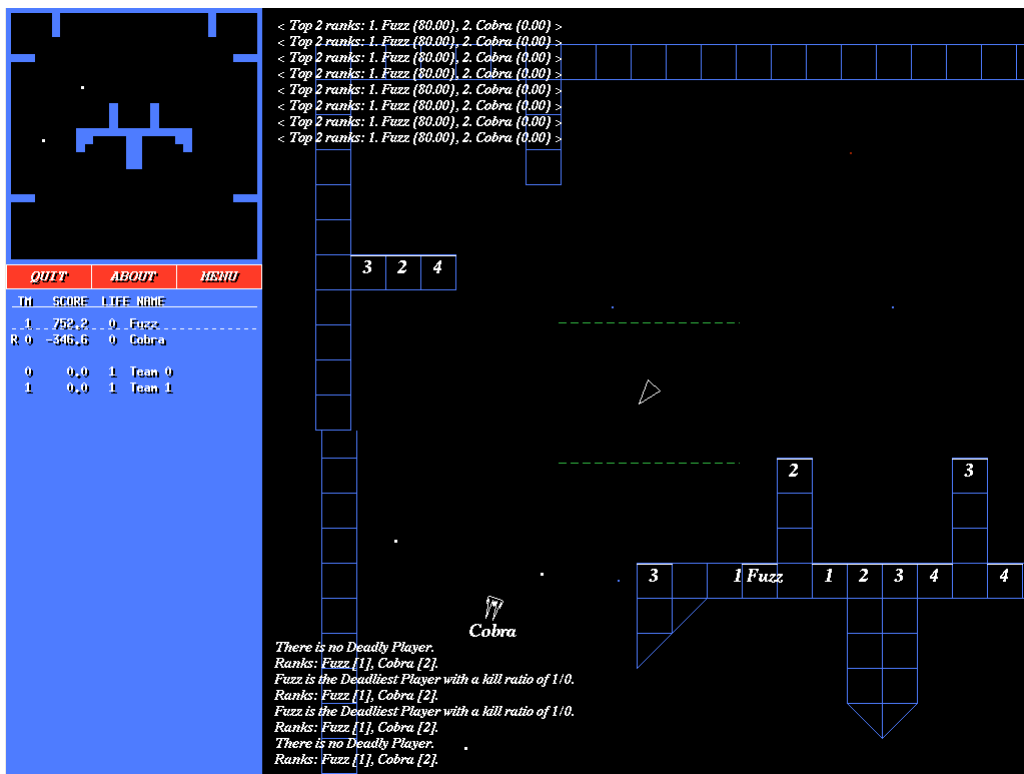 < Top 2 ranks: 1. Fuzz {80.00}, 2. Cobra {0.00} >
< Top 2 ranks: 1. Fuzz {80.00}, 2. Cobra {0.00} >
< Top 2 ranks: 1. Fuzz {80.00}, 2. Cobra {0.00} >
< Top 2 ranks: 1. Fuzz {80.00}, 2. Cobra {0.00} >
< Top 2 ranks: 1. Fuzz {80.00}, 2. Cobra {0.00} >
< Top 2 ranks: 1. Fuzz {80.00}, 2. Cobra {0.00} >
< Top 2 ranks: 1. Fuzz {80.00}, 2. Cobra {0.00} >
< Top 2 ranks: 1. Fuzz {80.00}, 2. Cobra {0.00} >
QUIT ABOUT MENU
TM SCORE LIFE NAME
1 752.2 0 Fuzz
R 0 -346.6 0 Cobra
0 0.0 1 Team 0
1 0.0 1 Team 1
3 2 4
2 3
3 1 Fuzz 1 2 3 4 4
Cobra
There is no Deadly Player.
Ranks: Fuzz [1], Cobra [2].
Fuzz is the Deadliest Player with a kill ratio of 1/0.
Ranks: Fuzz [1], Cobra [2].
Fuzz is the Deadliest Player with a kill ratio of 1/0.
Ranks: Fuzz [1], Cobra [2].
There is no Deadly Player.
Ranks: Fuzz [1], Cobra [2].